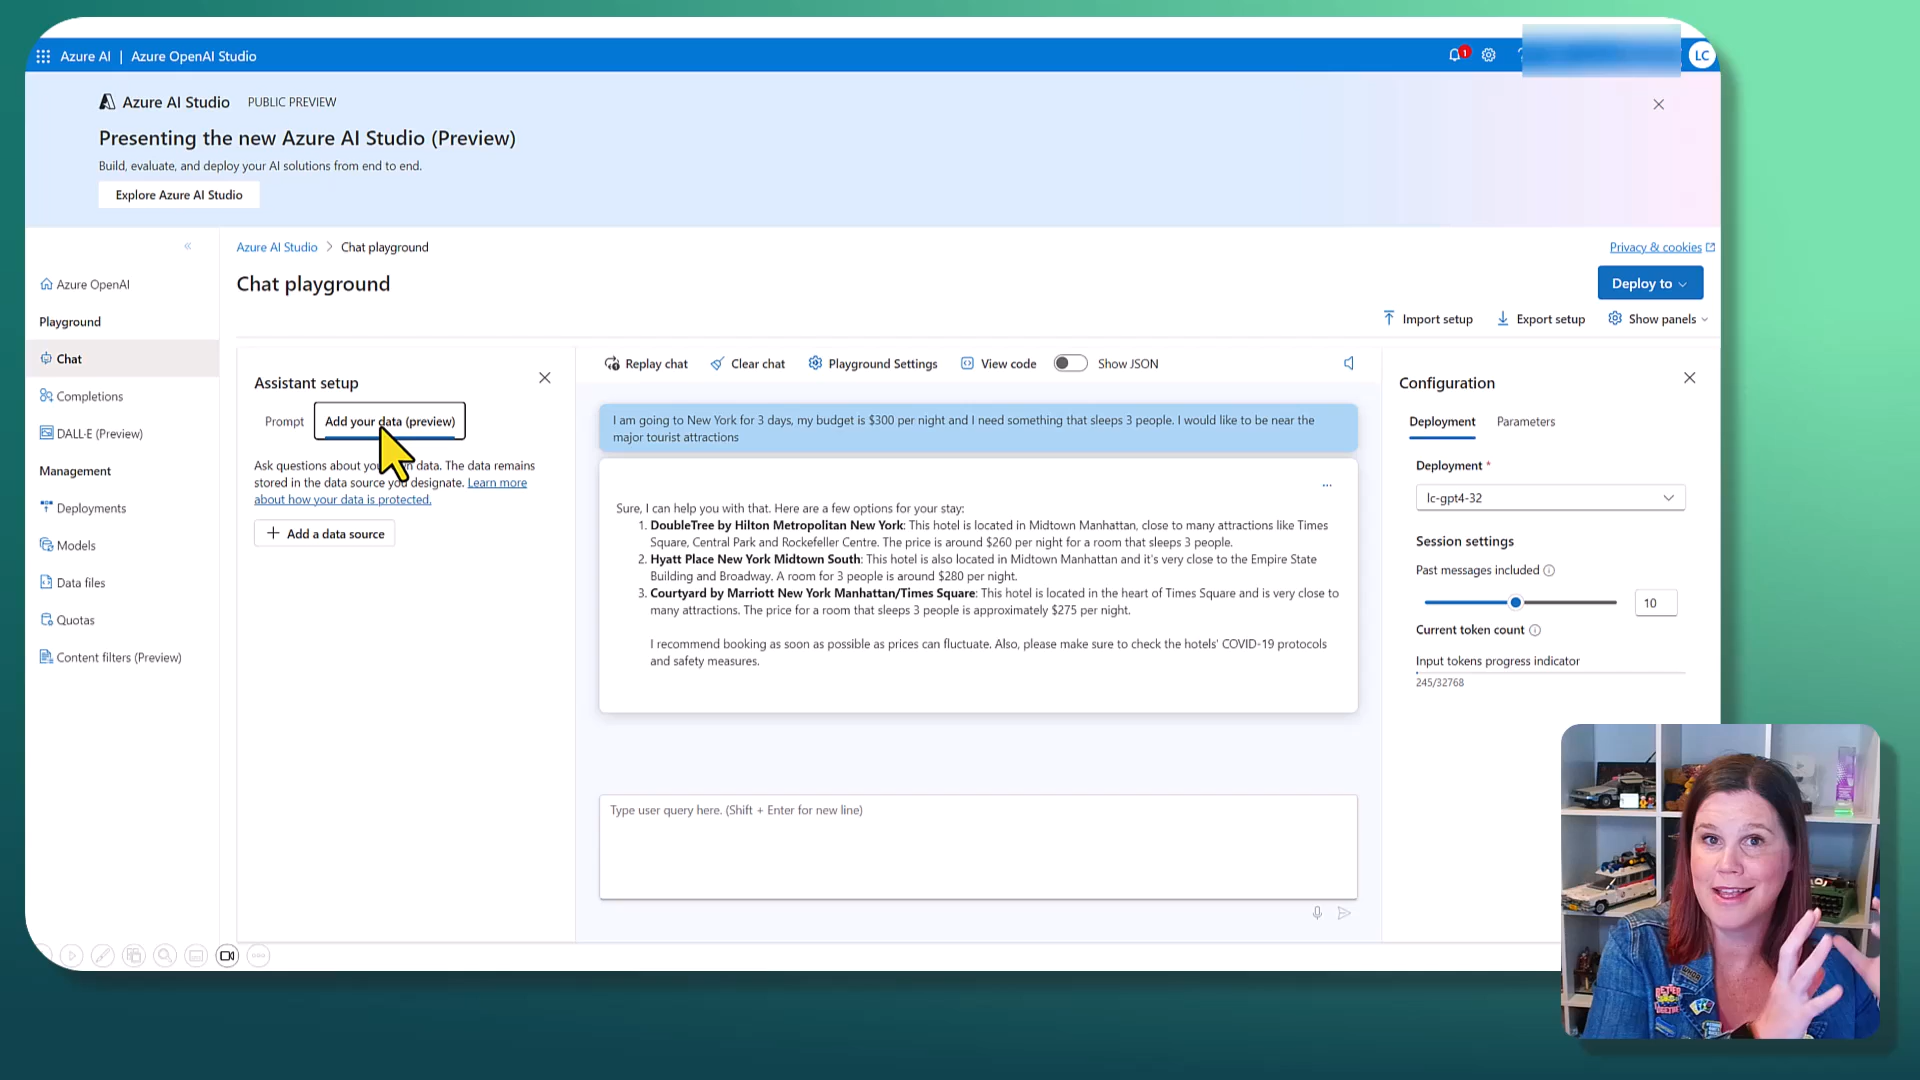 Azure AI | Azure OpenAI Studio
1
LC
Azure AI Studio PUBLIC PREVIEW
Presenting the new Azure AI Studio (Preview)
Build, evaluate, and deploy your AI solutions from end to end.
Explore Azure AI Studio
Azure AI Studio > Chat playground
Privacy & cookies
Azure OpenAI
Chat playground
Deploy to
Playground
Import setup
Export setup
Show panels
Chat
Completions
DALL·E (Preview)
Management
Deployments
Models
Data files
Quotas
Content filters (Preview)
Assistant setup
Prompt
Add your data (preview)
Ask questions about your data. The data remains
stored in the data source you designate. Learn more
about how your data is protected.
+ Add a data source
Replay chat
Clear chat
Playground Settings
View code
Show JSON
I am going to New York for 3 days, my budget is $300 per night and I need something that sleeps 3 people. I would like to be near the
major tourist attractions
...
Sure, I can help you with that. Here are a few options for your stay:
1. DoubleTree by Hilton Metropolitan New York: This hotel is located in Midtown Manhattan, close to many attractions like Times
Square, Central Park and Rockefeller Centre. The price is around $260 per night for a room that sleeps 3 people.
2. Hyatt Place New York Midtown South: This hotel is also located in Midtown Manhattan and it's very close to the Empire State
Building and Broadway. A room for 3 people is around $280 per night.
3. Courtyard by Marriott New York Manhattan/Times Square: This hotel is located in the heart of Times Square and is very close to
many attractions. The price for a room that sleeps 3 people is approximately $275 per night.
I recommend booking as soon as possible as prices can fluctuate. Also, please make sure to check the hotels' COVID-19 protocols
and safety measures.
Type user query here. (Shift + Enter for new line)
Configuration
Deployment
Parameters
Deployment *
lc-gpt4-32
Session settings
Past messages included
10
Current token count
Input tokens progress indicator
245/32768